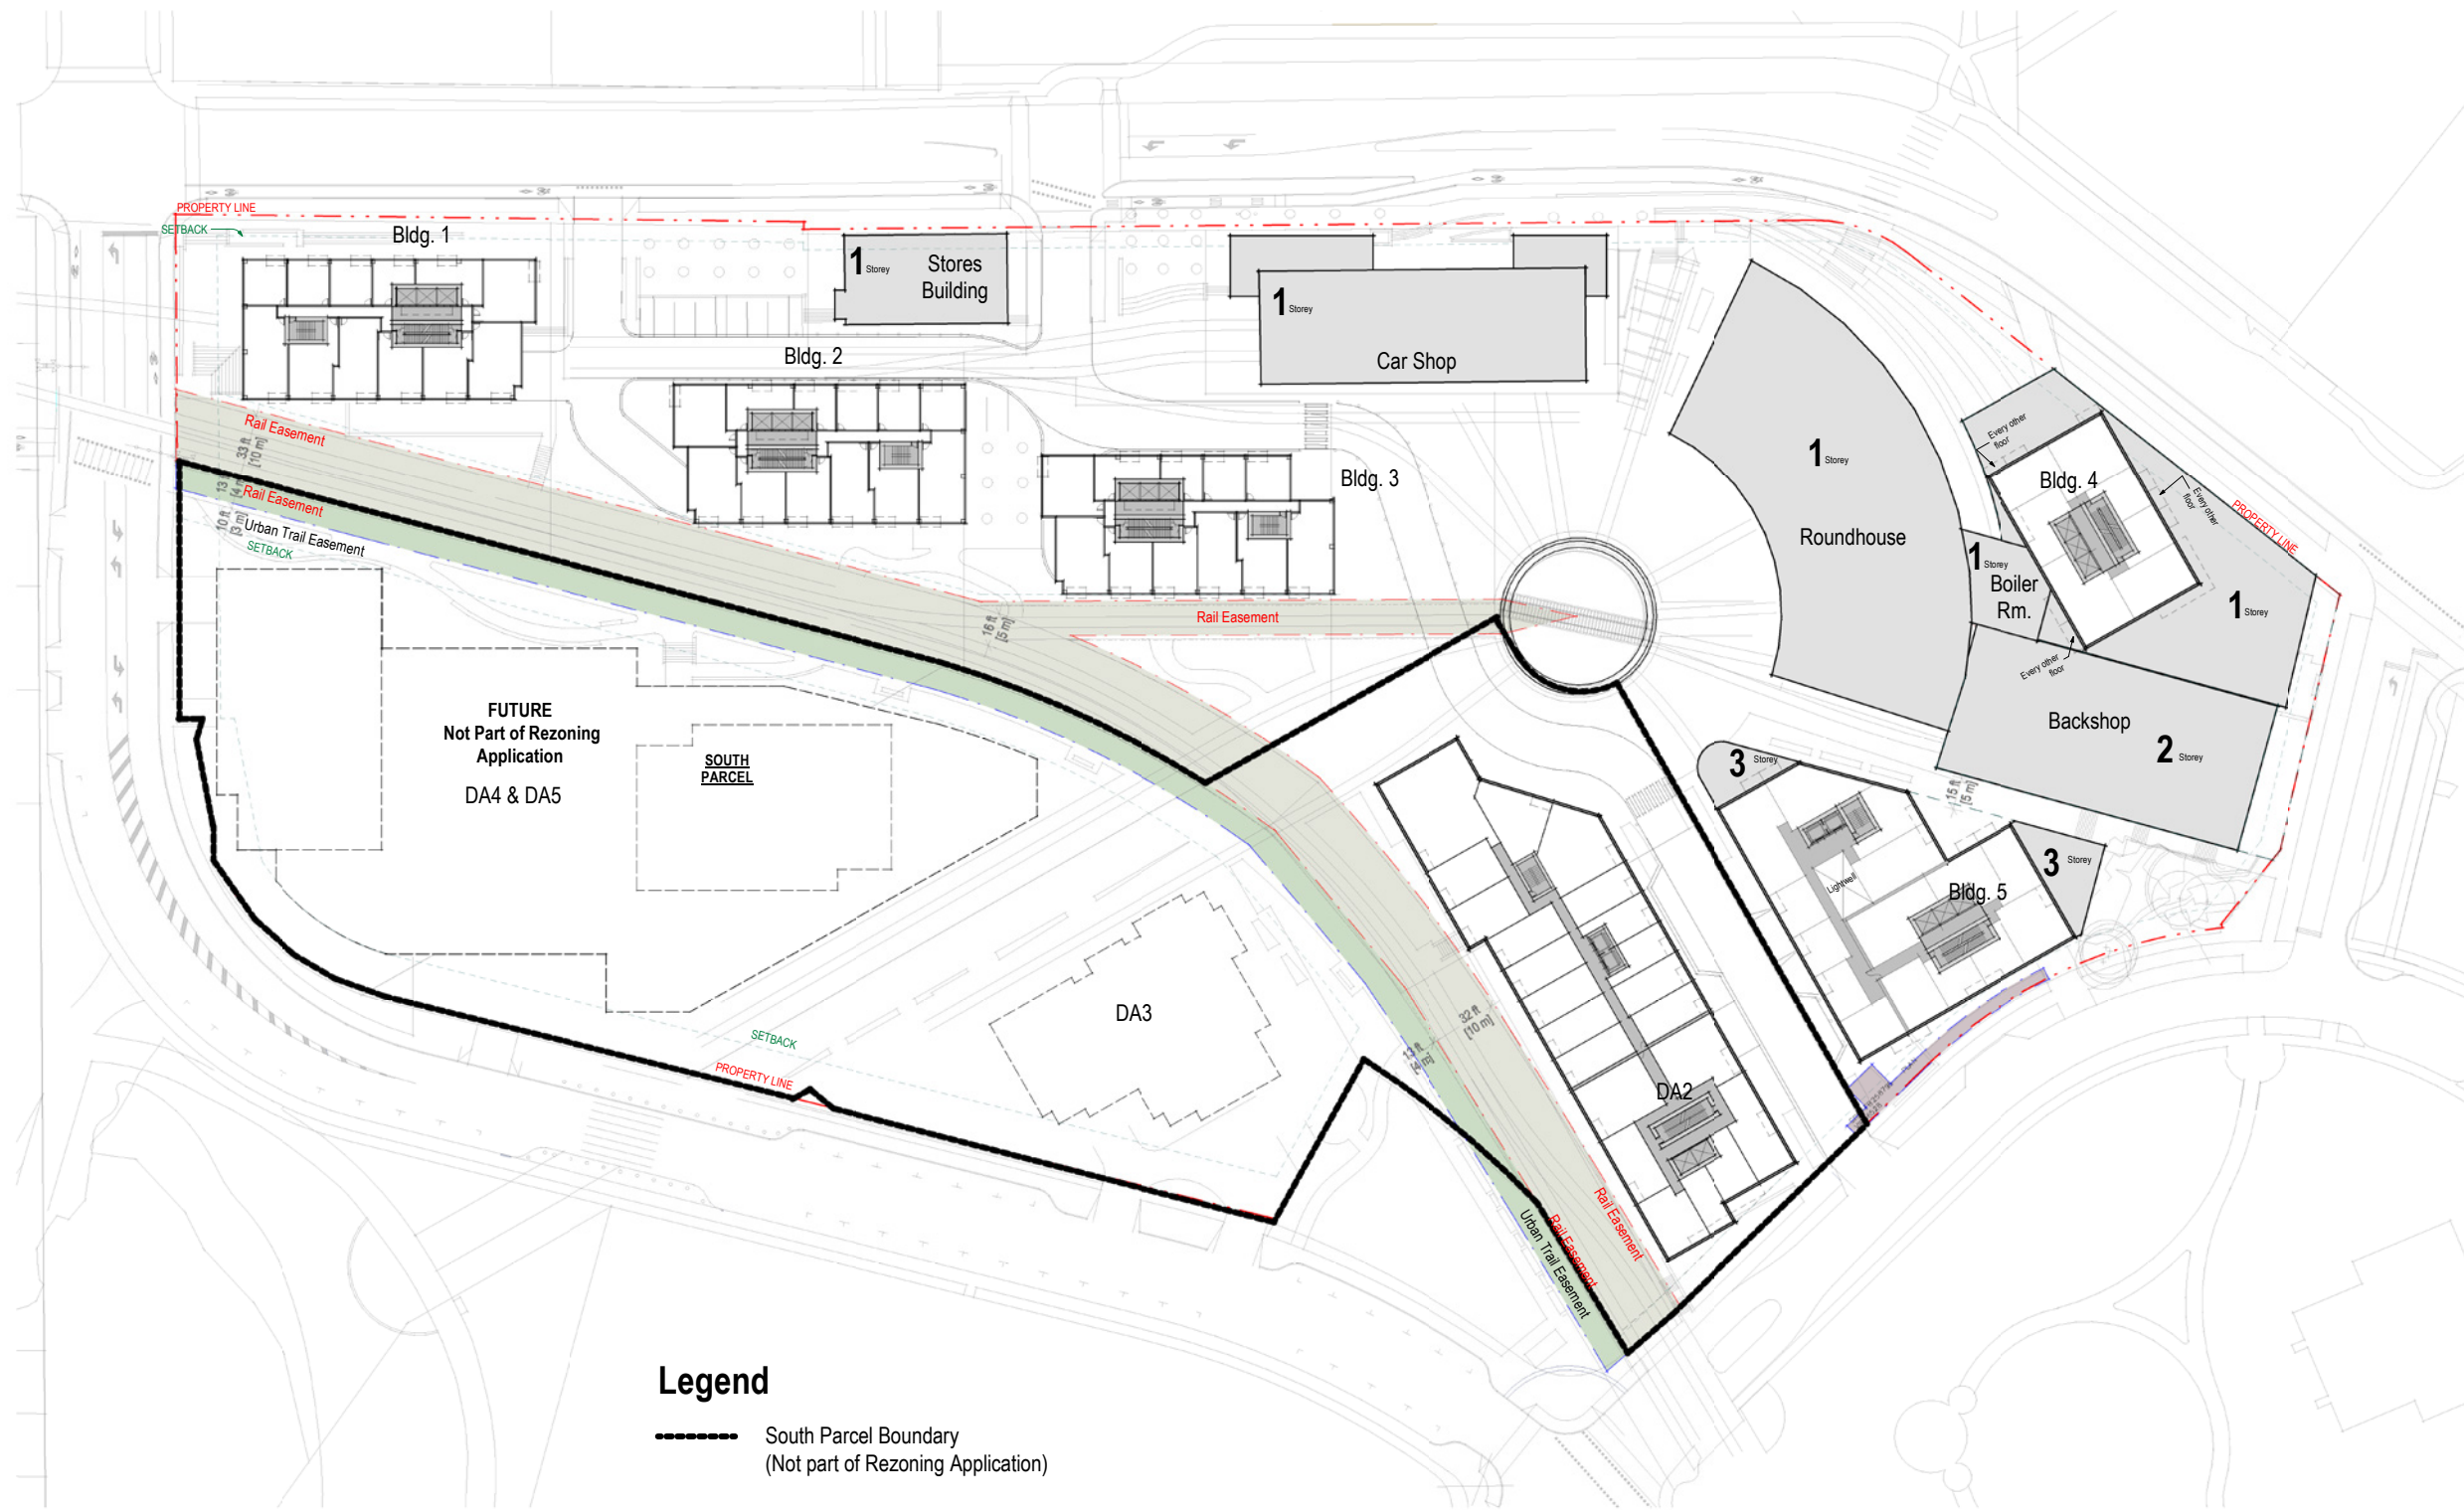 PROPERTY LINE
SETBACK
Bldg. 1
1 Storey
Stores
Building
1 Storey
Car Shop
Bldg. 2
Bldg. 3
Rail Easement
33 ft
[10 m]
Rail Easement
13 ft
[4 m]
10 ft
[3 m]
Urban Trail Easement
SETBACK
1 Storey
Roundhouse
Every other
floor
Bldg. 4
Every other
floor
PROPERTY LINE
1 Storey
Boiler
Rm.
1 Storey
Every other
floor
Rail Easement
16 ft
[5 m]
Backshop
2 Storey
15 ft
[5 m]
FUTURE
Not Part of Rezoning
Application
DA4 & DA5
SOUTH
PARCEL
3 Storey
3 Storey
Lightwell
Bldg. 5
DA3
32 ft
[10 m]
13 ft
[4 m]
DA2
SETBACK
PROPERTY LINE
Rail Easement
Rail Easement
Urban Trail Easement
Legend
South Parcel Boundary
(Not part of Rezoning Application)